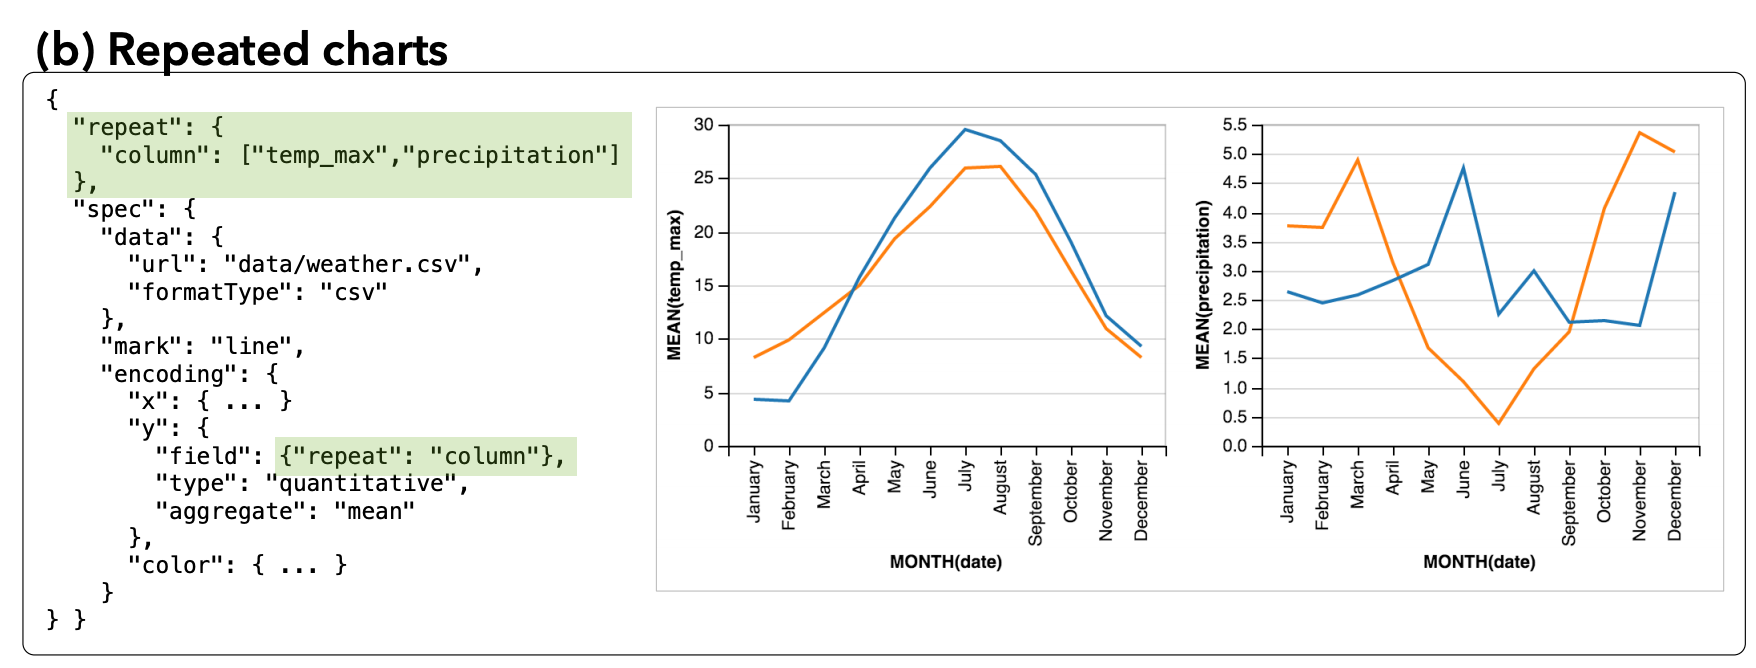 (b) Repeated charts
{
"repeat": {
"column": ["temp_max","precipitation"]
},
"spec": {
"data": {
"url": "data/weather.csv",
"formatType": "csv"
},
"mark": "line",
"encoding": {
"x": { ... }
"y": {
"field": {"repeat": "column"},
"type": "quantitative",
"aggregate": "mean"
},
"color": { ... }
}
} }
MEAN(temp_max)
30
25
20
15
10
5
0
January
February
March
April
May
June
July
August
September
October
November
December
MONTH(date)
MEAN(precipitation)
5.5
5.0
4.5
4.0
3.5
3.0
2.5
2.0
1.5
1.0
0.5
0.0
January
February
March
April
May
June
July
August
September
October
November
December
MONTH(date)